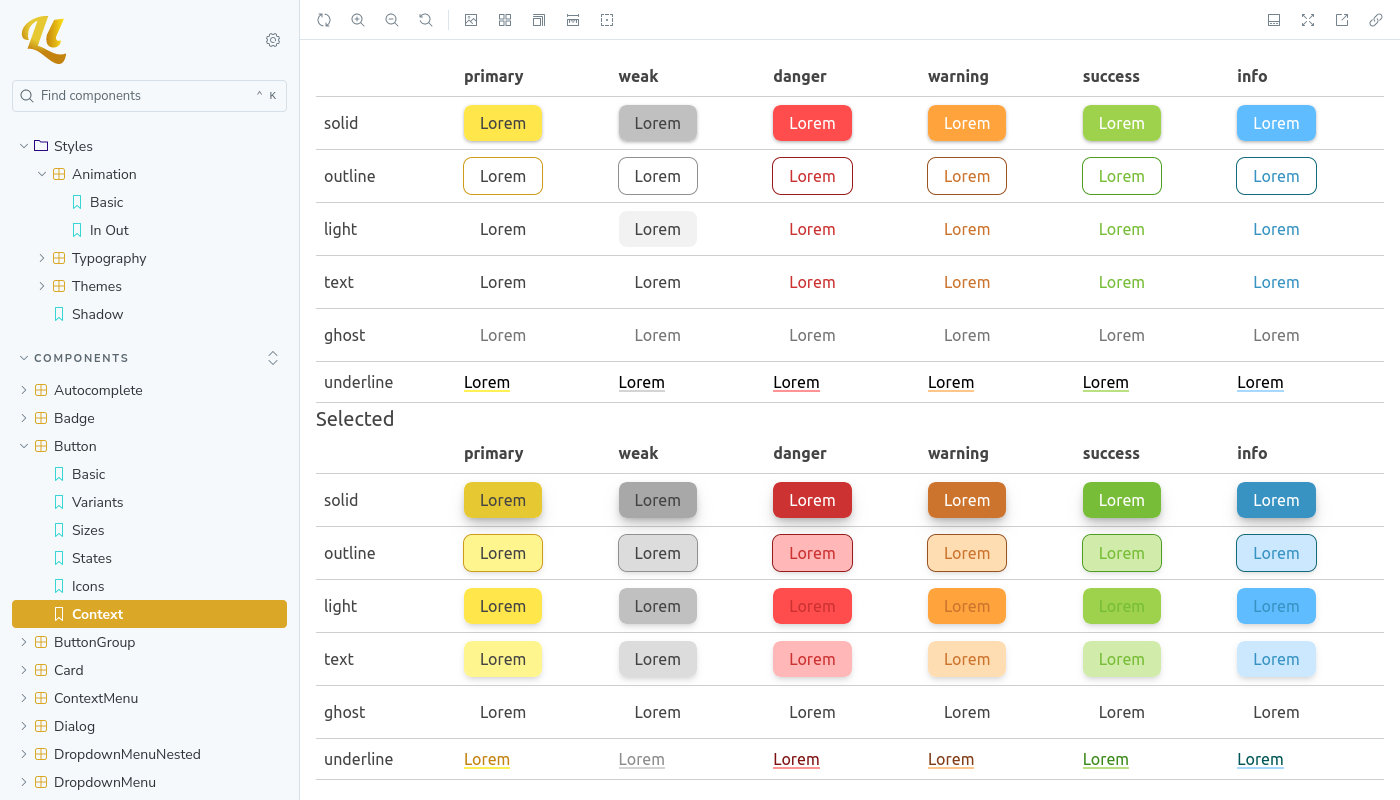 Find components
^ K
Styles
Animation
Basic
In Out
Typography
Themes
Shadow
COMPONENTS
Autocomplete
Badge
Button
Basic
Variants
Sizes
States
Icons
Context
ButtonGroup
Card
ContextMenu
Dialog
DropdownMenuNested
DropdownMenu
primary weak danger warning success info
solid Lorem Lorem Lorem Lorem Lorem Lorem
outline Lorem Lorem Lorem Lorem Lorem Lorem
light Lorem Lorem Lorem Lorem Lorem Lorem
text Lorem Lorem Lorem Lorem Lorem Lorem
ghost Lorem Lorem Lorem Lorem Lorem Lorem
underline Lorem Lorem Lorem Lorem Lorem Lorem
Selected
primary weak danger warning success info
solid Lorem Lorem Lorem Lorem Lorem Lorem
outline Lorem Lorem Lorem Lorem Lorem Lorem
light Lorem Lorem Lorem Lorem Lorem Lorem
text Lorem Lorem Lorem Lorem Lorem Lorem
ghost Lorem Lorem Lorem Lorem Lorem Lorem
underline Lorem Lorem Lorem Lorem Lorem Lorem